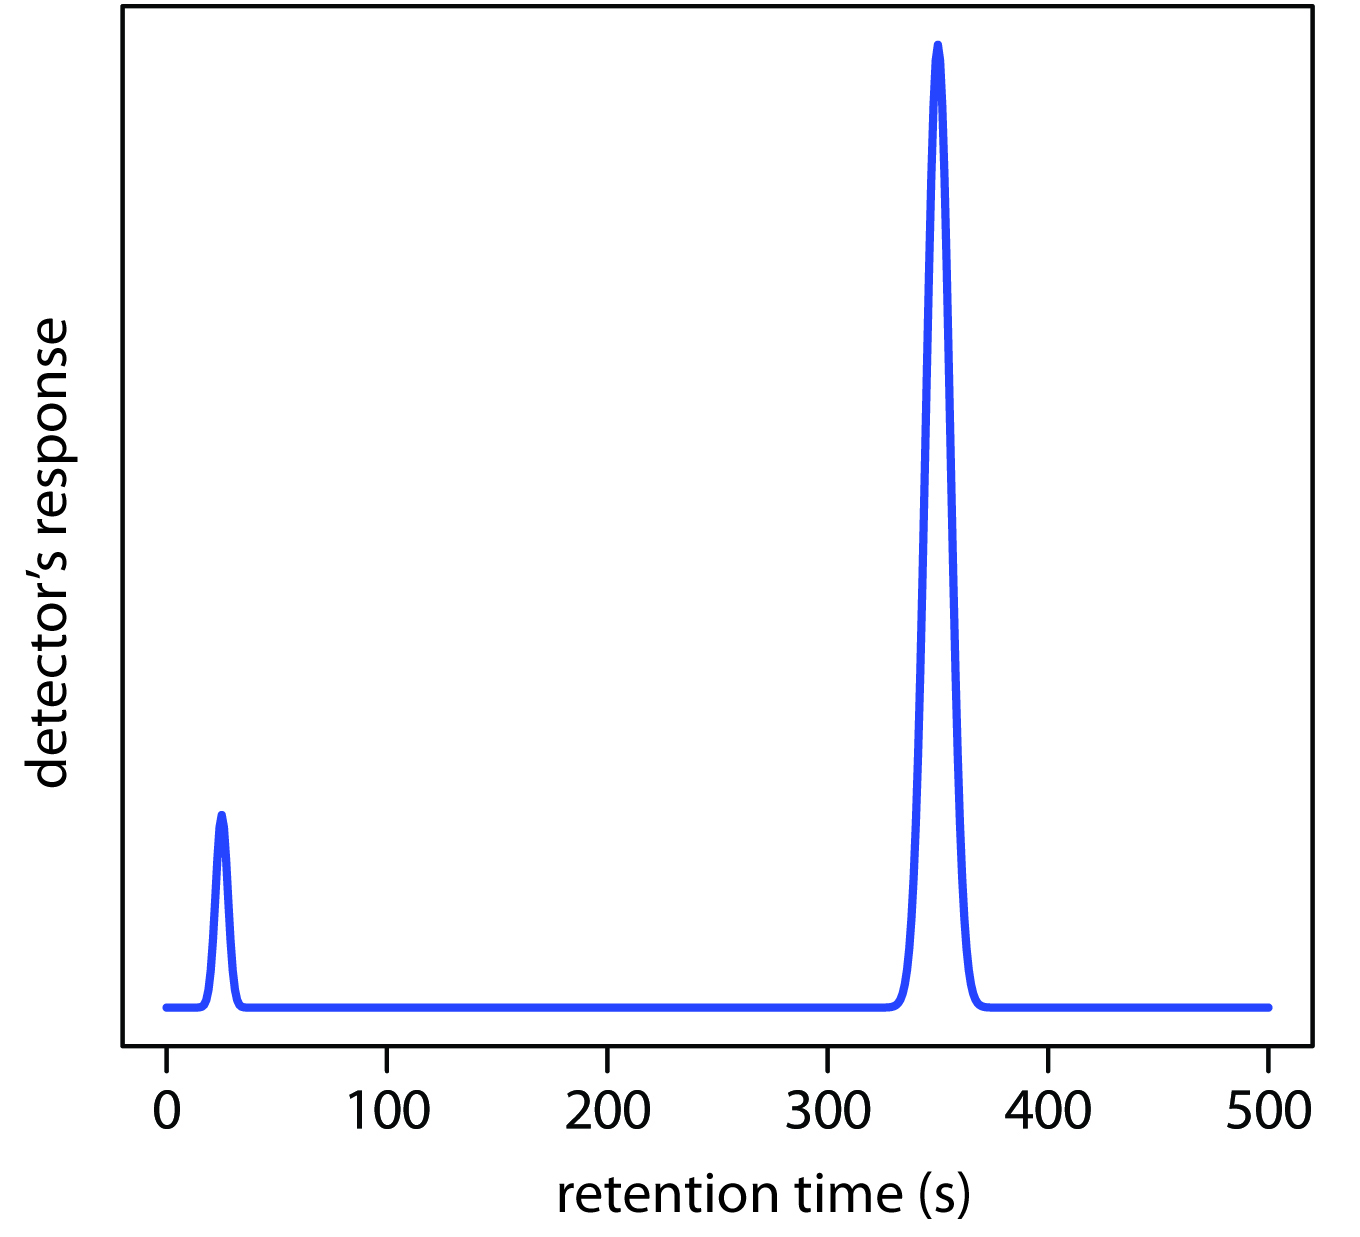 detector’s response
0 100 200 300 400 500
retention time (s)